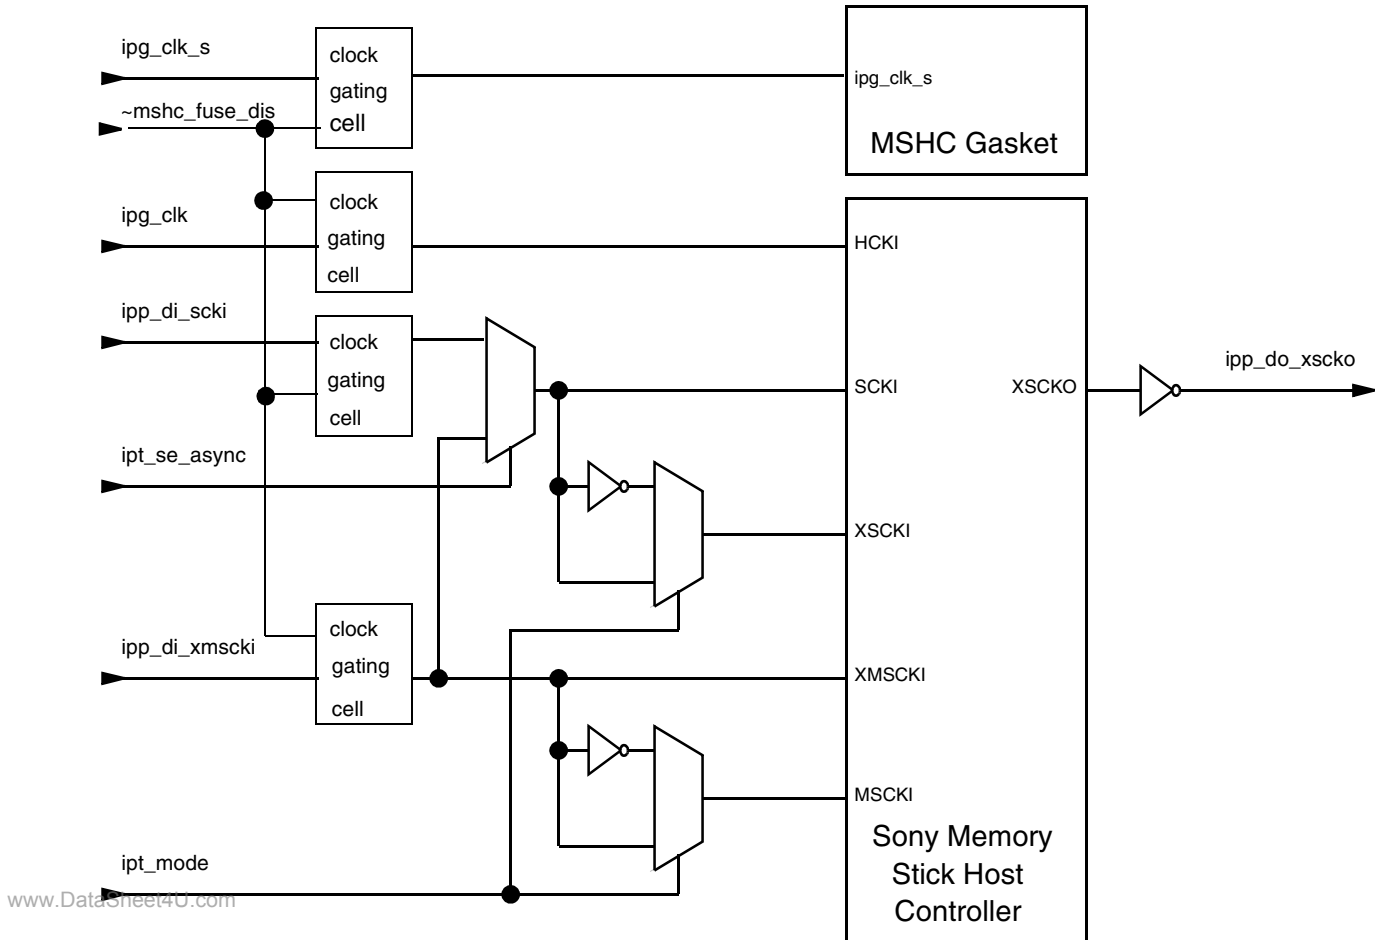 ipg_clk_s
clock
gating
cell
~mshc_fuse_dis
ipg_clk_s
MSHC Gasket
ipg_clk
clock
gating
cell
HCKI
ipp_di_scki
clock
gating
cell
SCKI
XSCKO
ipp_do_xscko
ipt_se_async
XSCKI
ipp_di_xmscki
clock
gating
cell
XMSCKI
MSCKI
Sony Memory
Stick Host
Controller
ipt_mode
www.DataSheet4U.com